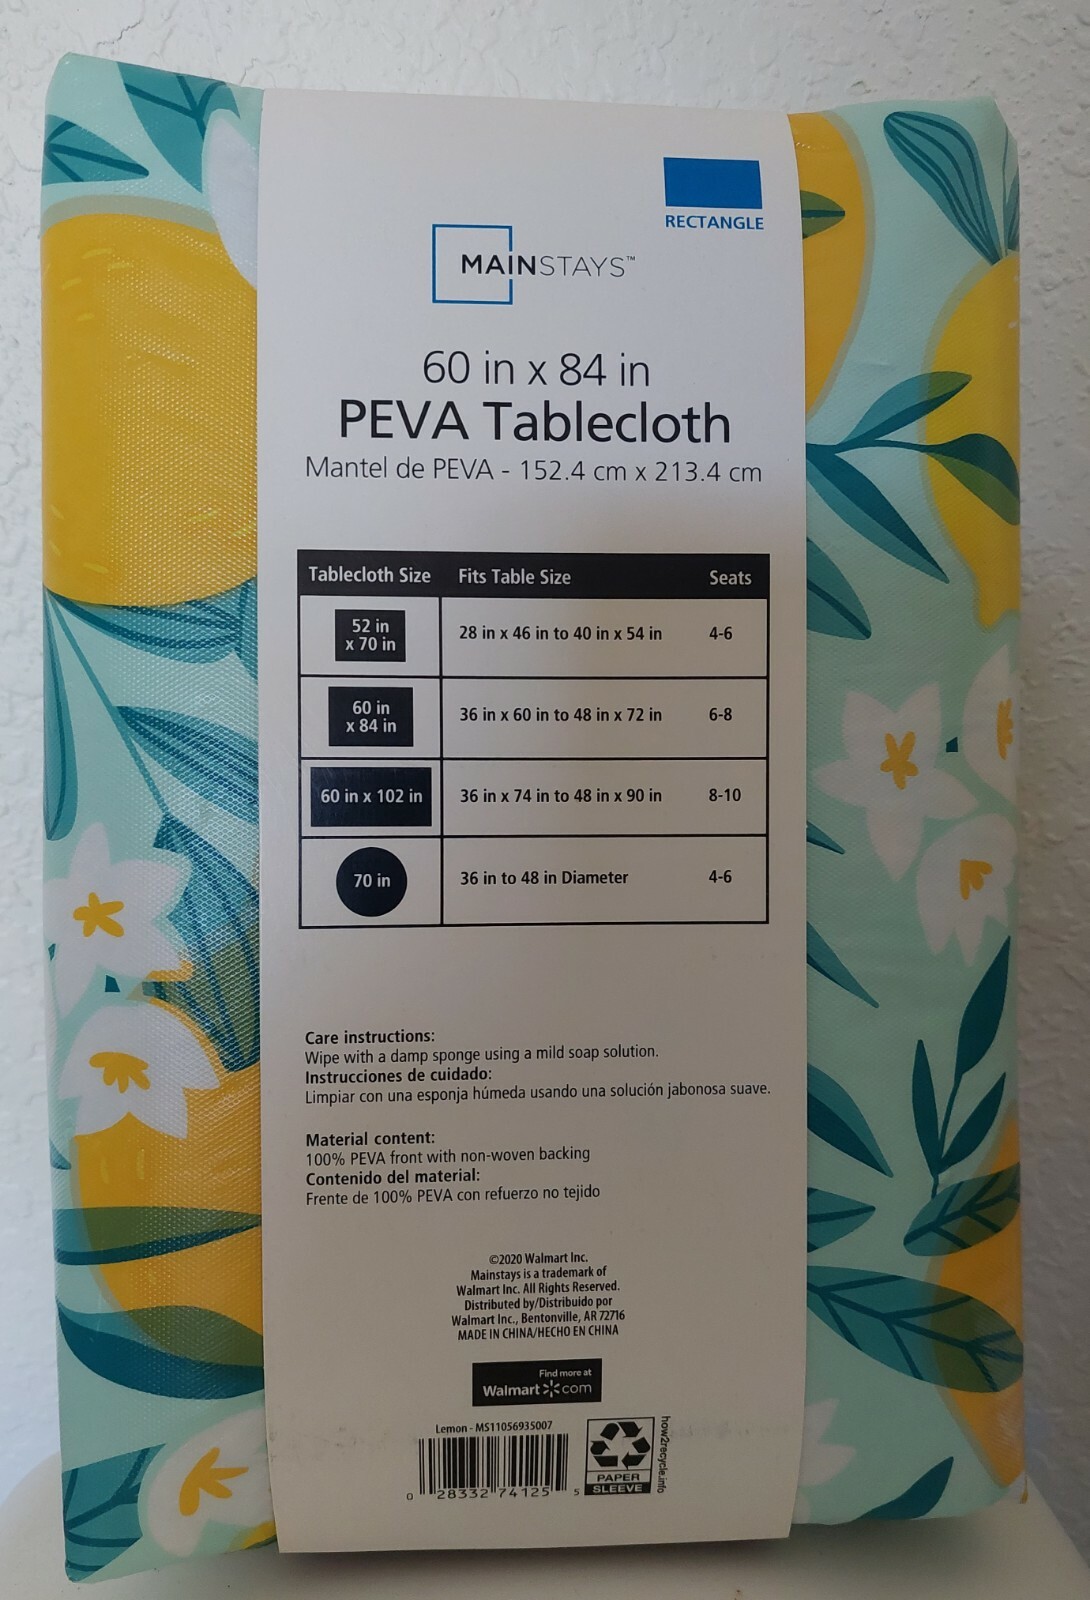 RECTANGLE
MAINSTAYS™
60 in x 84 in
PEVA Tablecloth
Mantel de PEVA - 152.4 cm x 213.4 cm
Tablecloth Size Fits Table Size Seats
52 in
x 70 in
28 in x 46 in to 40 in x 54 in 4-6
60 in
x 84 in
36 in x 60 in to 48 in x 72 in 6-8
60 in x 102 in 36 in x 74 in to 48 in x 90 in 8-10
70 in 36 in to 48 in Diameter 4-6
Care instructions:
Wipe with a damp sponge using a mild soap solution.
Instrucciones de cuidado:
Limpiar con una esponja húmeda usando una solución jabonosa suave.
Material content:
100% PEVA front with non-woven backing
Contenido del material:
Frente de 100% PEVA con refuerzo no tejido
©2020 Walmart Inc.
Mainstays is a trademark of
Walmart Inc. All Rights Reserved.
Distributed by/Distribuido por
Walmart Inc., Bentonville, AR 72716
MADE IN CHINA/HECHO EN CHINA
Find more at
Walmart.com
Lemon - MS11056935007
0 28332 74125 5
PAPER
SLEEVE
how2recycle.info